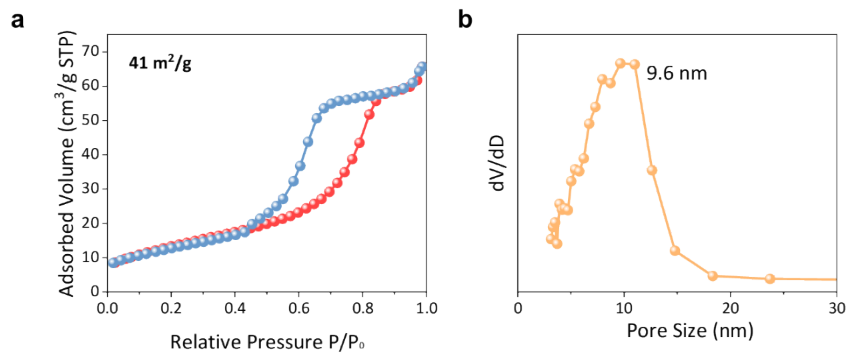 a
41 m²/g
Adsorbed Volume (cm³/g STP)
70
60
50
40
30
20
10
0
0.0 0.2 0.4 0.6 0.8 1.0
Relative Pressure P/P₀
b
9.6 nm
dV/dD
0 10 20 30
Pore Size (nm)